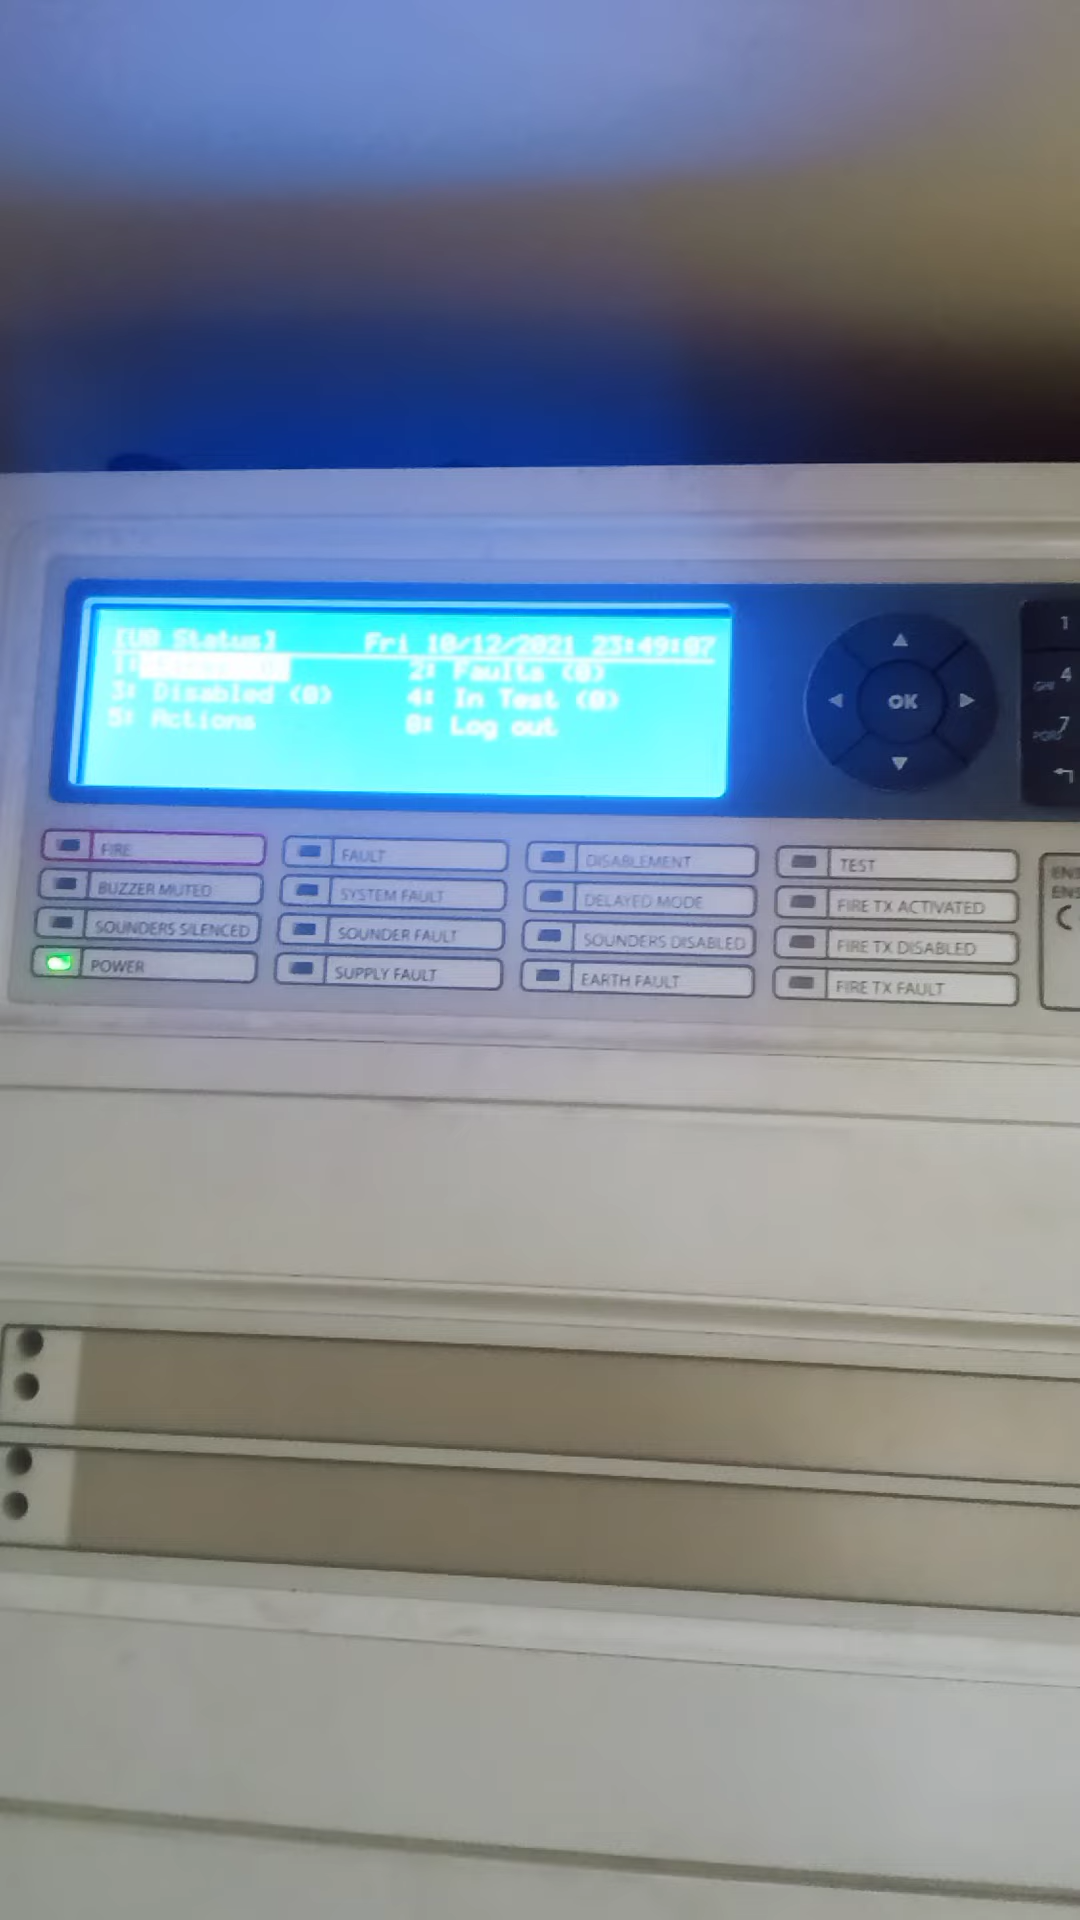 [U0 Status] Fri 10/12/2021 23:49:07
1: 2: Faults (0)
3: Disabled (0) 4: In Test (0)
5: Actions 0: Log out
OK
1
GHI 4
7
FIRE FAULT DISABLEMENT TEST
BUZZER MUTED SYSTEM FAULT DELAYED MODE FIRE TX ACTIVATED
SOUNDERS SILENCED SOUNDER FAULT SOUNDERS DISABLED FIRE TX DISABLED
POWER SUPPLY FAULT EARTH FAULT FIRE TX FAULT